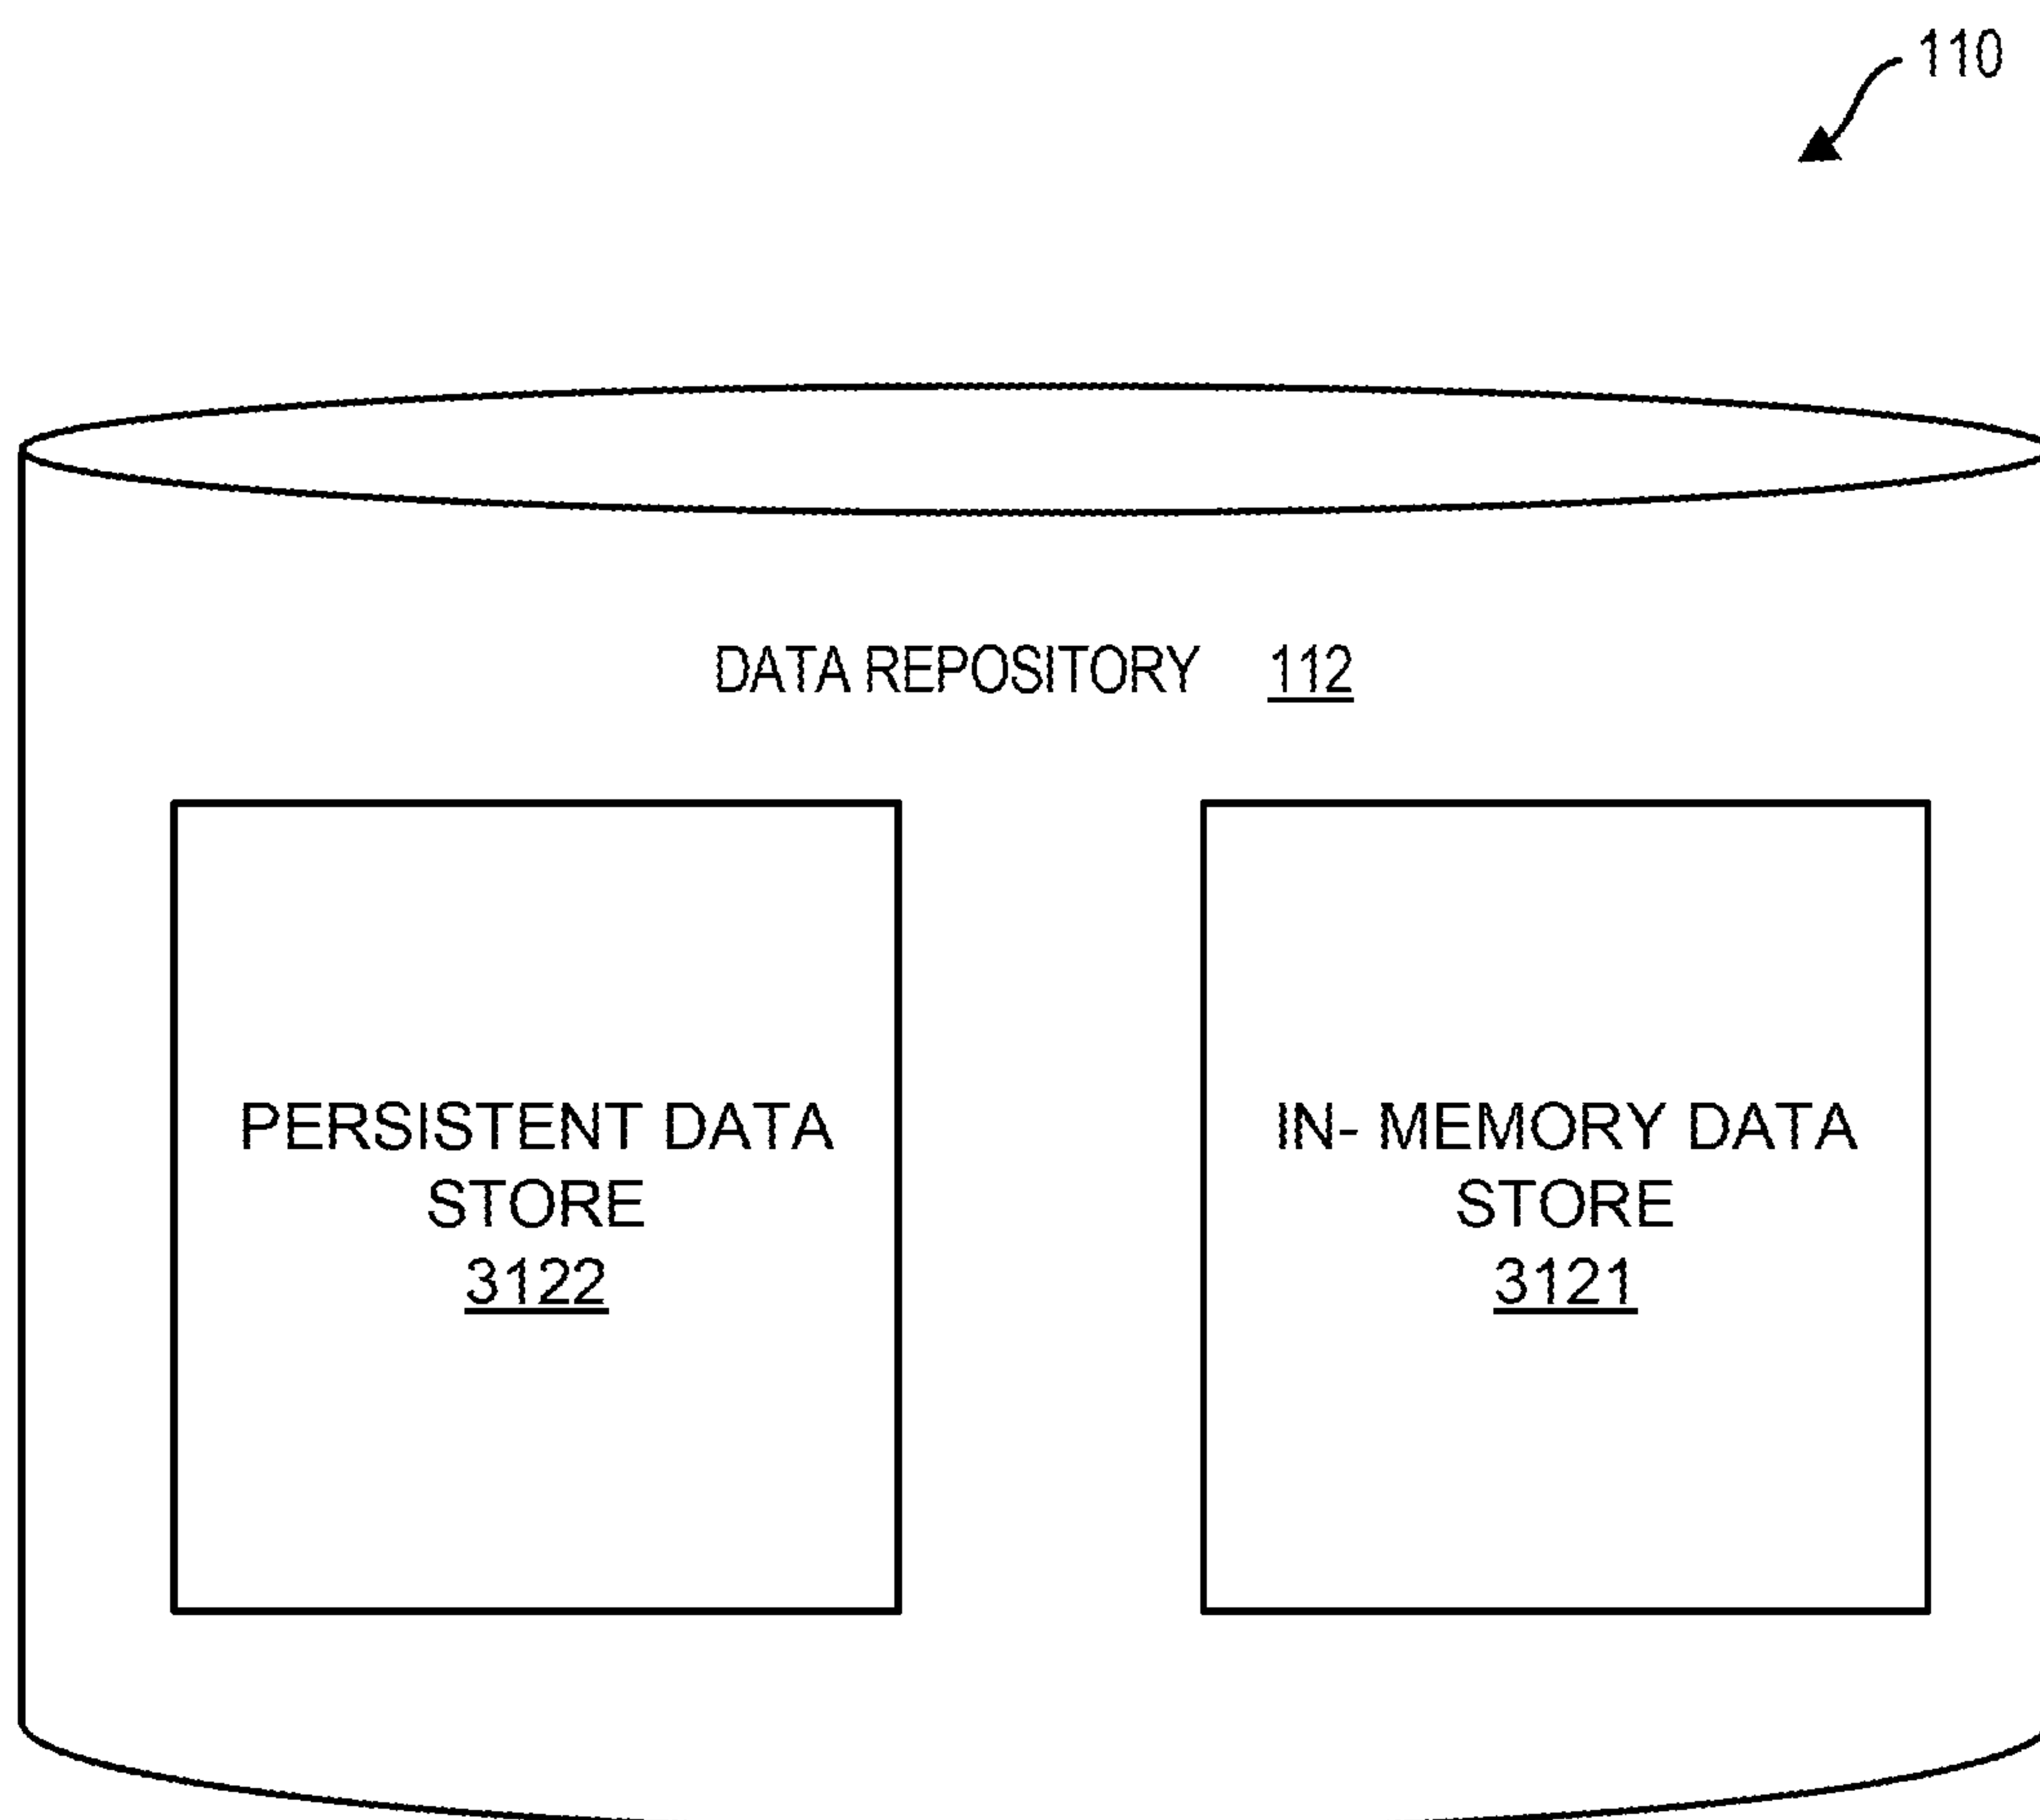 110
DATA REPOSITORY 112
PERSISTENT DATA
STORE
3122
IN- MEMORY DATA
STORE
3121